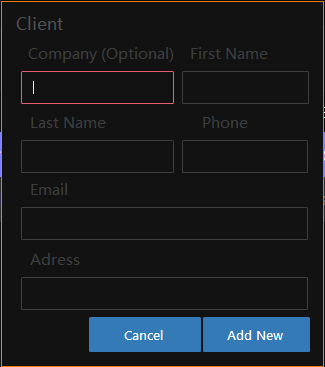 Client
Company (Optional) First Name
Last Name Phone
Email
Adress
Cancel Add New